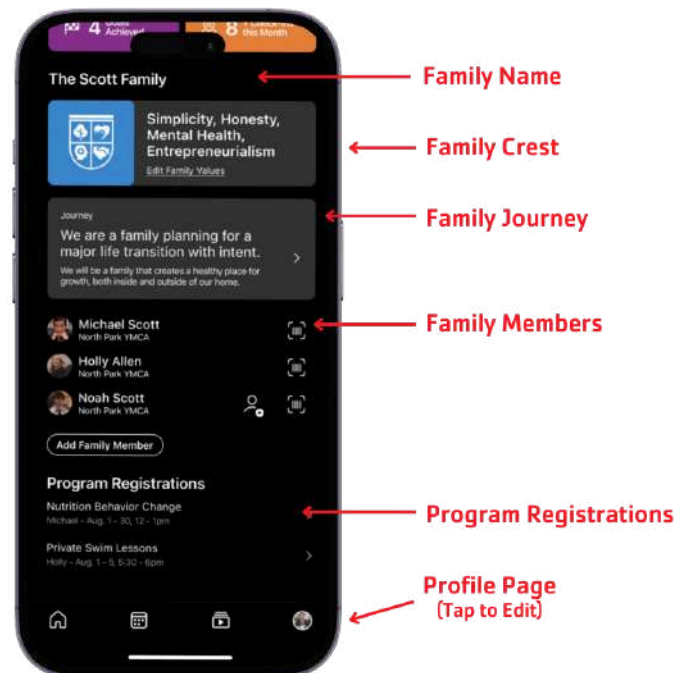 4 Goals Achieved
8 Check-Ins this Month
The Scott Family
Family Name
Simplicity, Honesty,
Mental Health,
Entrepreneurialism
Edit Family Values
Family Crest
Journey
We are a family planning for a
major life transition with intent.
We will be a family that creates a healthy place for
growth, both inside and outside of our home.
Family Journey
Michael Scott
North Park YMCA
Family Members
Holly Allen
North Park YMCA
Noah Scott
North Park YMCA
Add Family Member
Program Registrations
Nutrition Behavior Change
Michael - Aug. 1 - 30, 12 - 1pm
Program Registrations
Private Swim Lessons
Holly - Aug. 1 - 5, 5:30 - 6pm
Profile Page
(Tap to Edit)